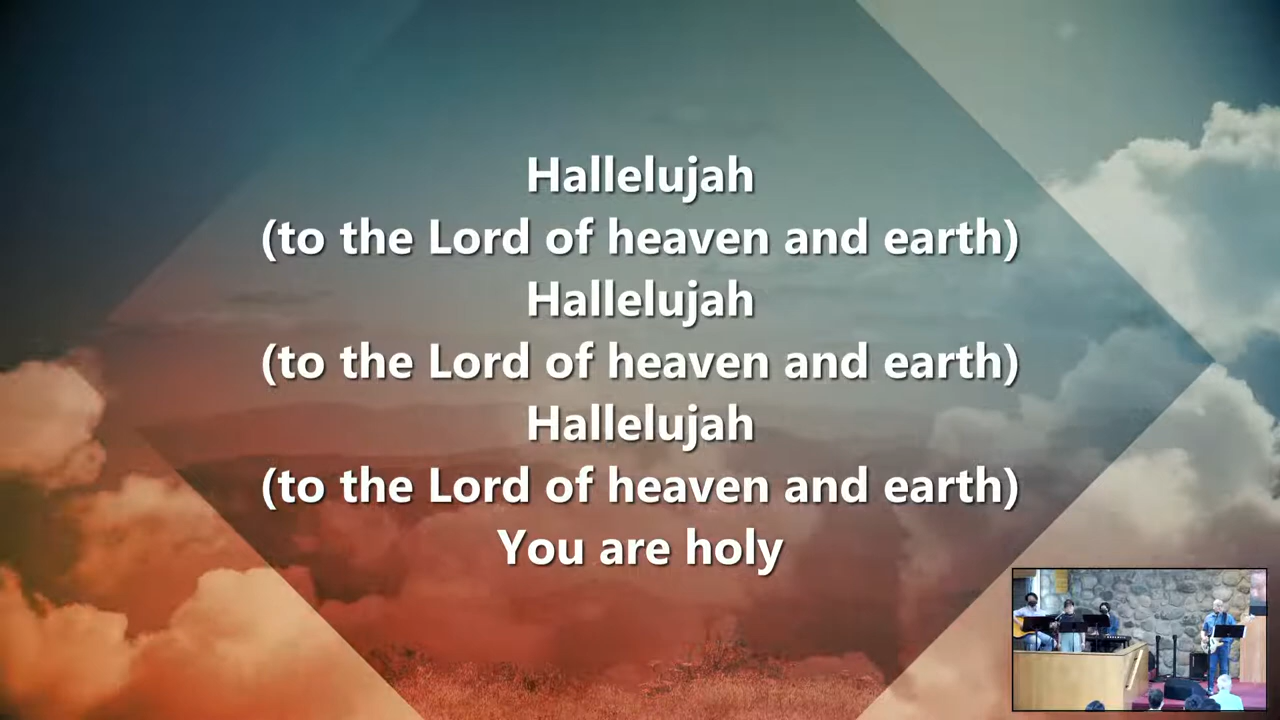 Hallelujah
(to the Lord of heaven and earth)
Hallelujah
(to the Lord of heaven and earth)
Hallelujah
(to the Lord of heaven and earth)
You are holy